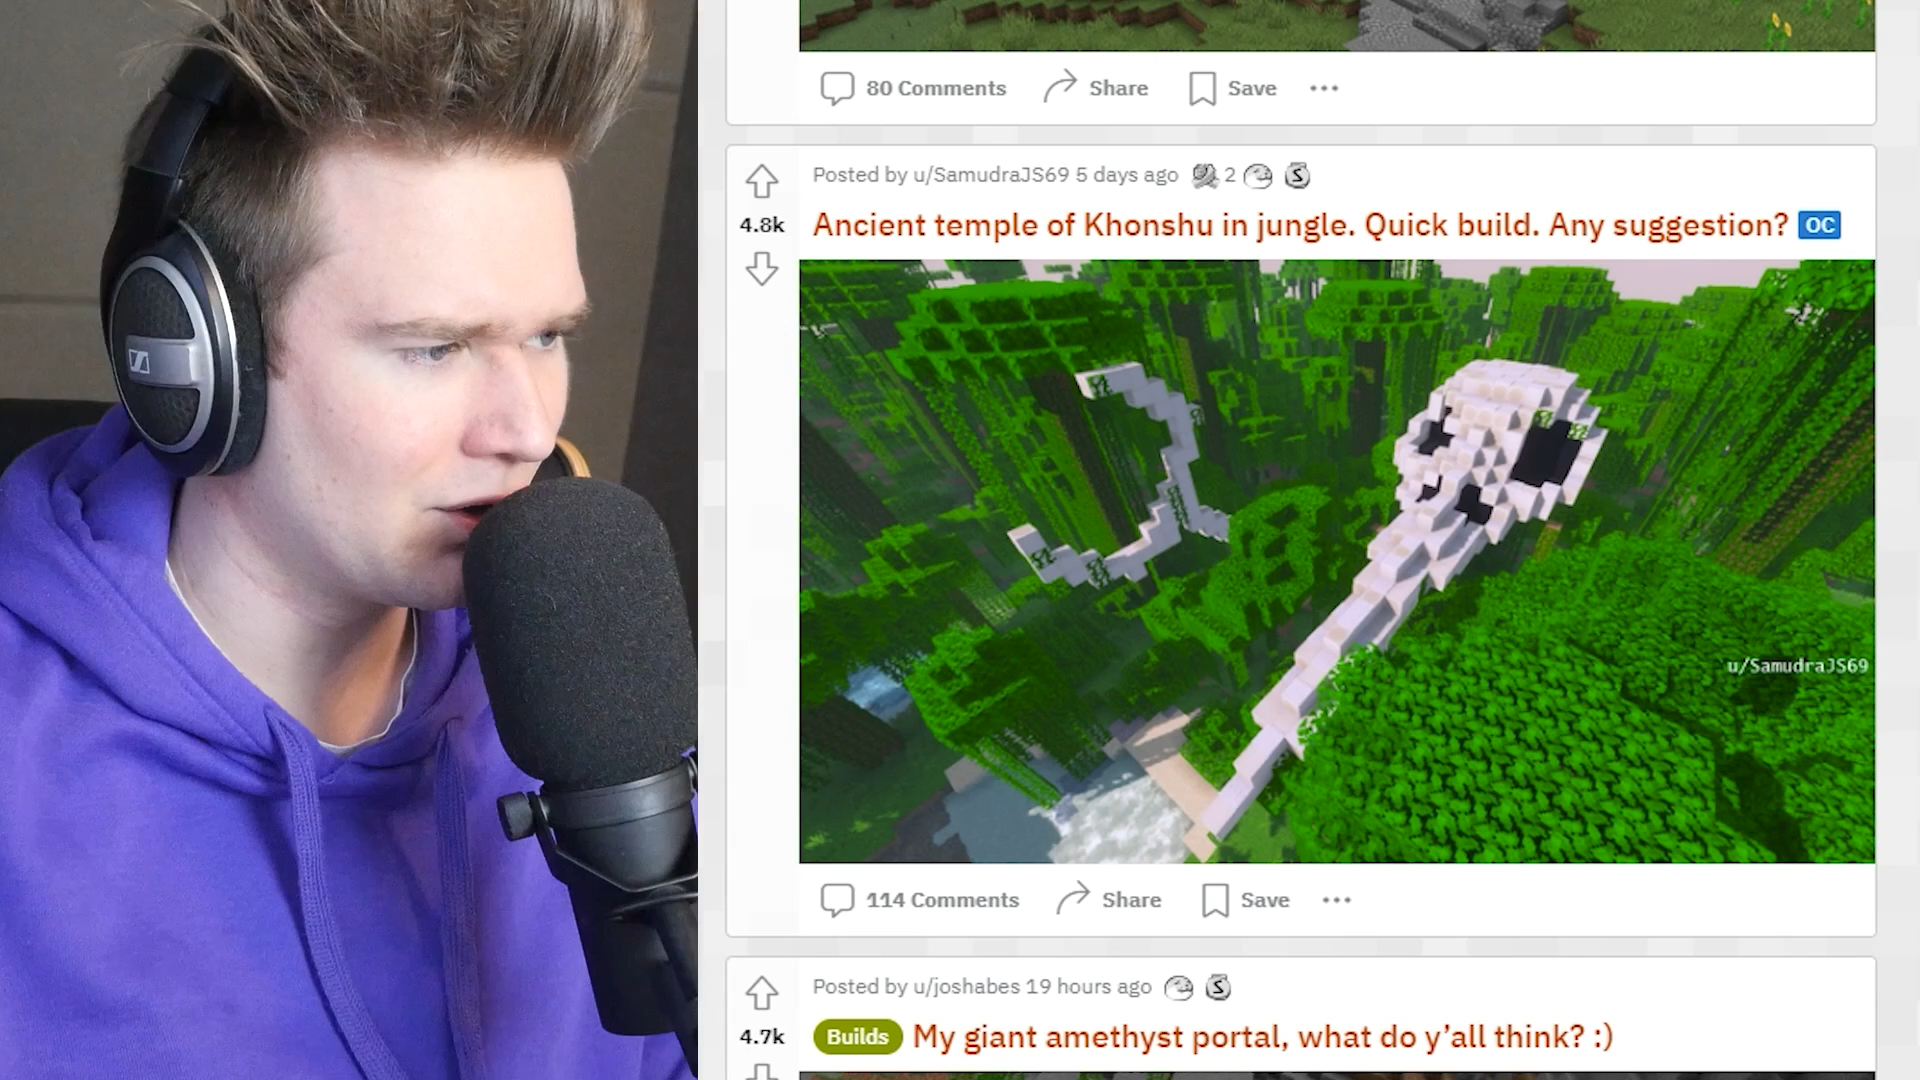 80 Comments Share Save
Posted by u/SamudraJS69 5 days ago 2 S
4.8k
Ancient temple of Khonshu in jungle. Quick build. Any suggestion? OC
u/SamudraJS69
114 Comments Share Save
Posted by u/joshabes 19 hours ago S
4.7k
Builds My giant amethyst portal, what do y'all think? :)